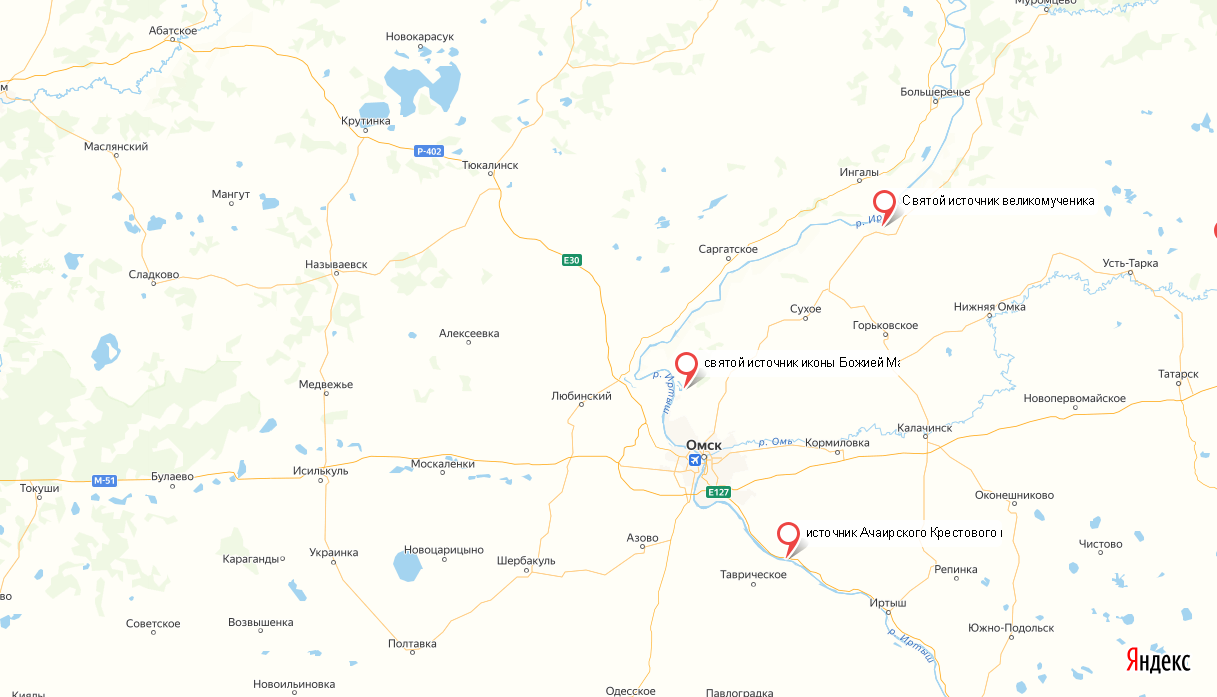 Муромцево
Абатское
Новокарасук
м
Большеречье
Крутинка
Маслянский
Р-402
Тюкалинск
Ингалы
Мангут
Святой источник великомученика
р. Ир
Саргатское
Называевск
Е30
Усть-Тарка
Сладково
Сухое
Нижняя Омка
Горьковское
Алексеевка
святой источник иконы Божией Ма
р. Иртыш
Татарск
Медвежье
Любинский
Новопервомайское
Калачинск
Омск
р. Омь
Кормиловка
Москаленки
Исилькуль
Булаево
М-51
Токуши
Е127
Оконешниково
источник Ачаирского Крестового
Азово
Чистово
Новоцарицыно
Украинка
Караганды
Шербакуль
Таврическое
Репинка
во
Иртыш
Советское
Возвышенка
Южно-Подольск
р. Иртыш
Полтавка
Яндекс
Новоильиновка
Одесское
Павлоградка
Киялы